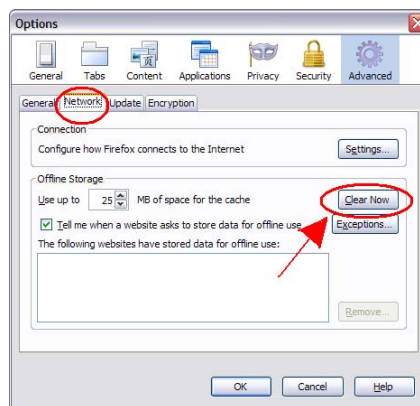 Options
General Tabs Content Applications Privacy Security Advanced
General Network Update Encryption
Connection
Configure how Firefox connects to the Internet Settings...
Offline Storage
Use up to 25 MB of space for the cache Clear Now
Tell me when a website asks to store data for offline use Exceptions...
The following websites have stored data for offline use:
Remove...
OK Cancel Help